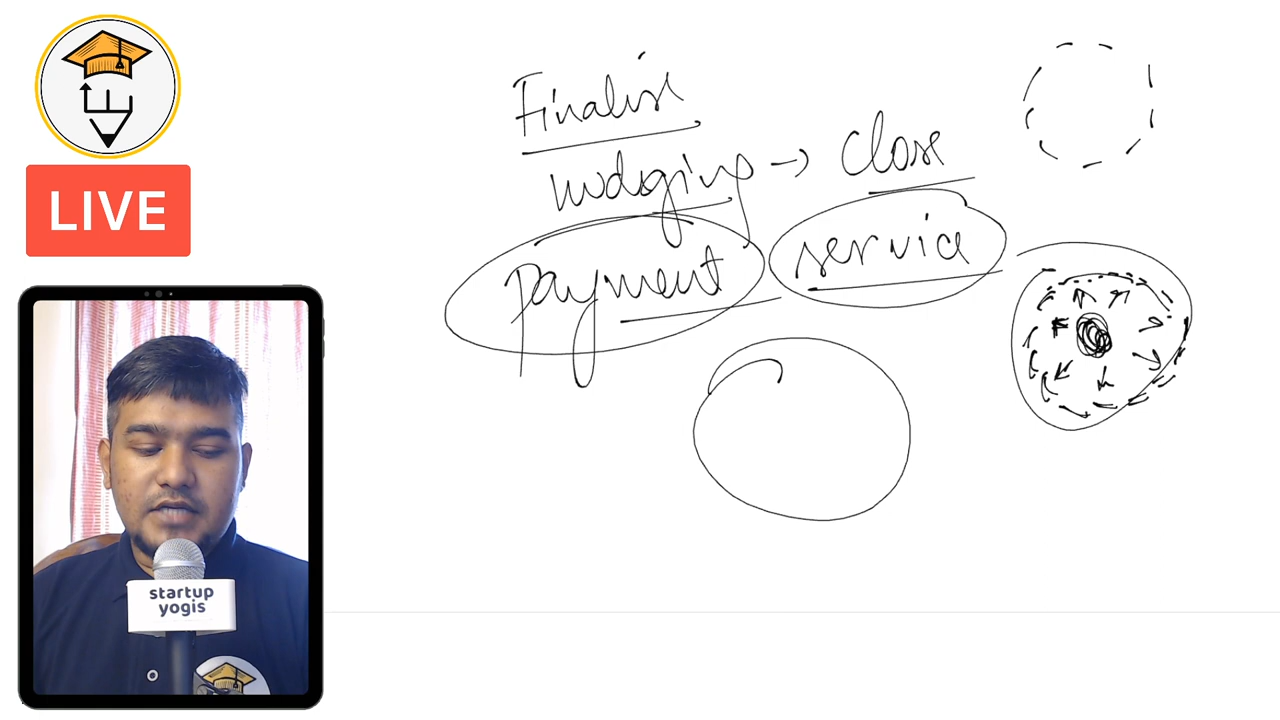 LIVE
Finalise
nudging → close
payment service
startup
yogis